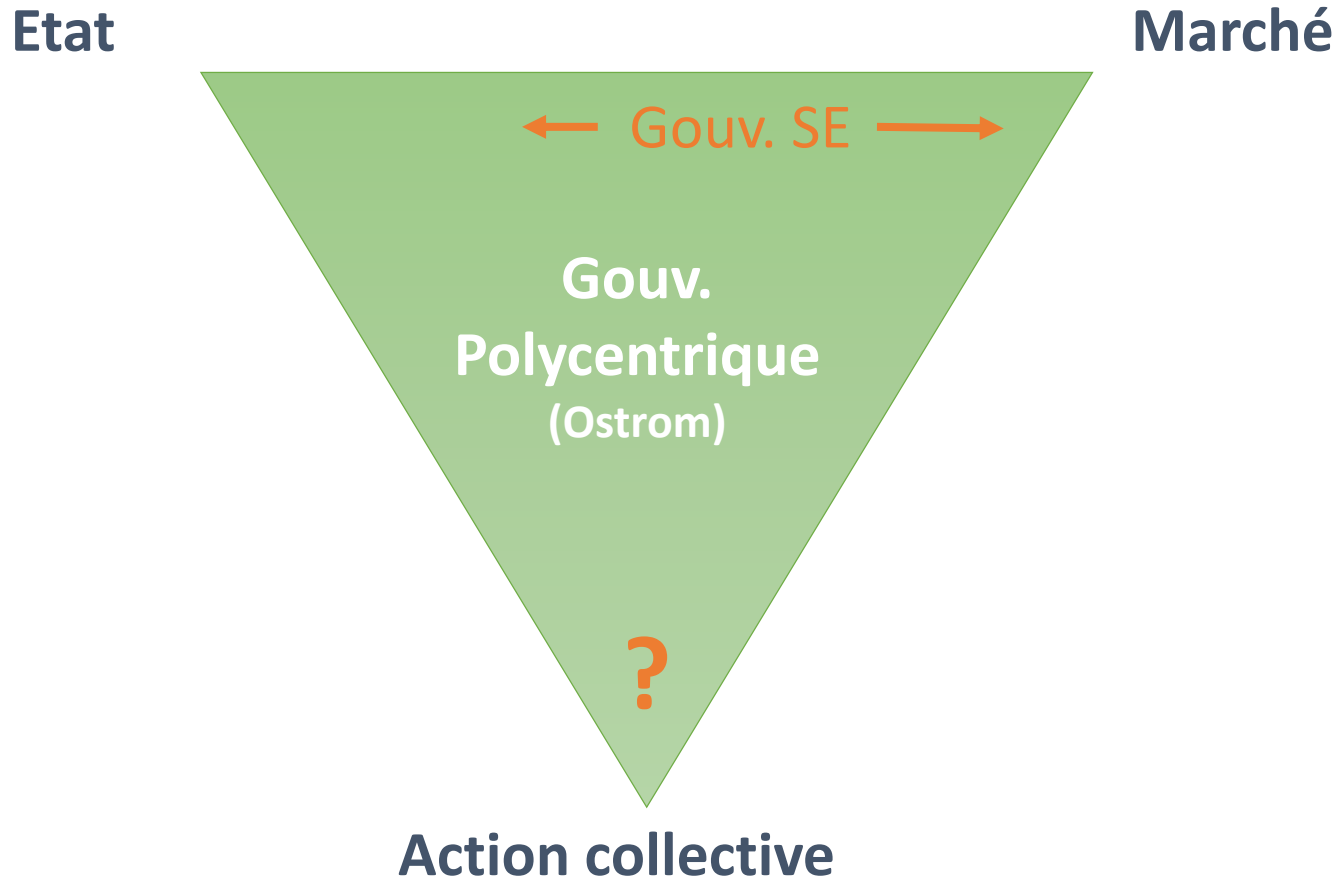 Etat
Marché
Gouv. SE
Gouv.
Polycentrique
(Ostrom)
?
Action collective